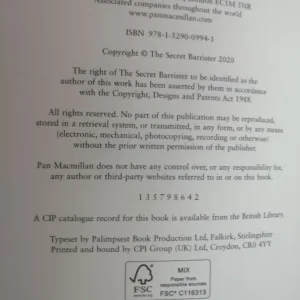 London EC1M 5NR
Associated companies throughout the world
www.panmacmillan.com
ISBN 978-1-5290-0994-1
Copyright © The Secret Barrister 2020
The right of The Secret Barrister to be identified as the
author of this work has been asserted by them in accordance
with the Copyright, Designs and Patents Act 1988.
All rights reserved. No part of this publication may be reproduced,
stored in a retrieval system, or transmitted, in any form, or by any means
(electronic, mechanical, photocopying, recording or otherwise)
without the prior written permission of the publisher.
Pan Macmillan does not have any control over, or any responsibility for,
any author or third-party websites referred to in or on this book.
1 3 5 7 9 8 6 4 2
A CIP catalogue record for this book is available from the British Library.
Typeset by Palimpsest Book Production Ltd, Falkirk, Stirlingshire
Printed and bound by CPI Group (UK) Ltd, Croydon, CR0 4YY
FSC
MIX
Paper from
responsible sources
FSC® C116313